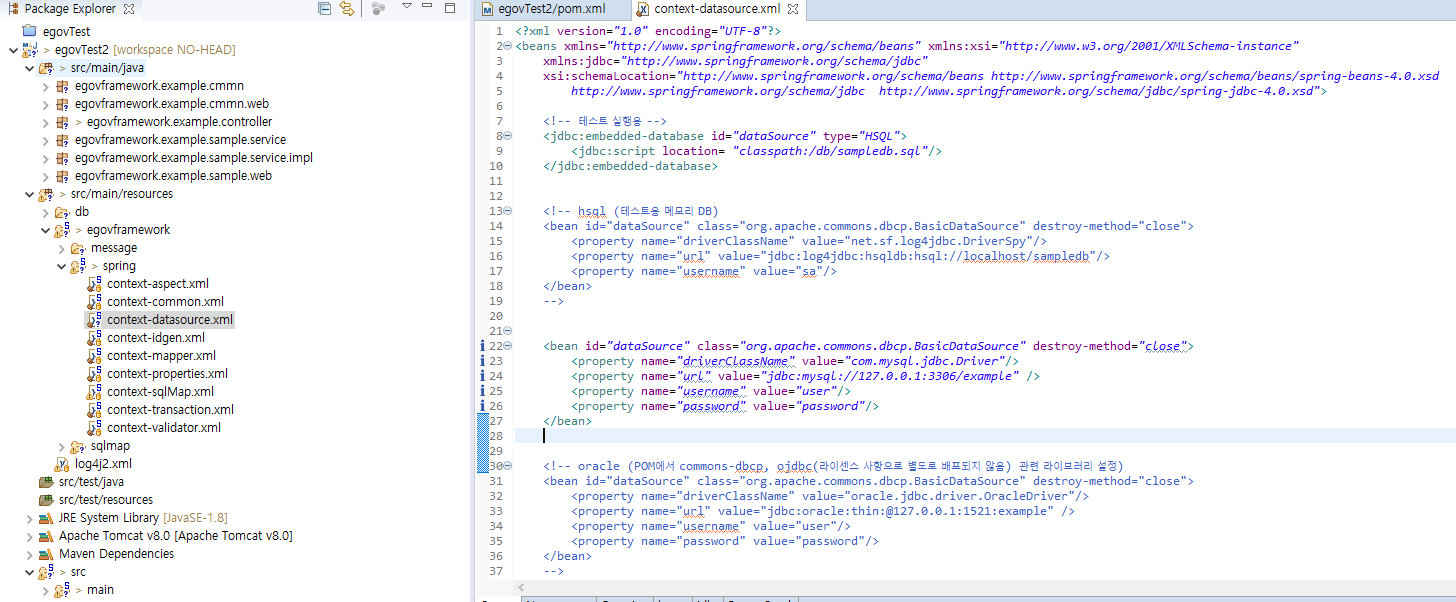 Package Explorer
egovTest
egovTest2 [workspace NO-HEAD]
src/main/java
egovframework.example.cmmn
egovframework.example.cmmn.web
egovframework.example.controller
egovframework.example.sample.service
egovframework.example.sample.service.impl
egovframework.example.sample.web
src/main/resources
db
egovframework
message
spring
context-aspect.xml
context-common.xml
context-datasource.xml
context-idgen.xml
context-mapper.xml
context-properties.xml
context-sqlMap.xml
context-transaction.xml
context-validator.xml
sqlmap
log4j2.xml
src/test/java
src/test/resources
JRE System Library [JavaSE-1.8]
Apache Tomcat v8.0 [Apache Tomcat v8.0]
Maven Dependencies
src
main
egovTest2/pom.xml context-datasource.xml
1 <?xml version="1.0" encoding="UTF-8"?>
2 <beans xmlns="http://www.springframework.org/schema/beans" xmlns:xsi="http://www.w3.org/2001/XMLSchema-instance"
3 xmlns:jdbc="http://www.springframework.org/schema/jdbc"
4 xsi:schemaLocation="http://www.springframework.org/schema/beans http://www.springframework.org/schema/beans/spring-beans-4.0.xsd
5 http://www.springframework.org/schema/jdbc  http://www.springframework.org/schema/jdbc/spring-jdbc-4.0.xsd">
6
7 <!-- 테스트 실행용 -->
8 <jdbc:embedded-database id="dataSource" type="HSQL">
9 <jdbc:script location= "classpath:/db/sampledb.sql"/>
10 </jdbc:embedded-database>
11
12
13 <!-- hsql (테스트용 메모리 DB)
14 <bean id="dataSource" class="org.apache.commons.dbcp.BasicDataSource" destroy-method="close">
15 <property name="driverClassName" value="net.sf.log4jdbc.DriverSpy"/>
16 <property name="url" value="jdbc:log4jdbc:hsqldb:hsql://localhost/sampledb"/>
17 <property name="username" value="sa"/>
18 </bean>
19 -->
20
21
22 <bean id="dataSource" class="org.apache.commons.dbcp.BasicDataSource" destroy-method="close">
23 <property name="driverClassName" value="com.mysql.jdbc.Driver"/>
24 <property name="url" value="jdbc:mysql://127.0.0.1:3306/example" />
25 <property name="username" value="user"/>
26 <property name="password" value="password"/>
27 </bean>
28
29
30 <!-- oracle (POM에서 commons-dbcp, ojdbc(라이센스 사항으로 별도로 배포되지 않음) 관련 라이브러리 설정)
31 <bean id="dataSource" class="org.apache.commons.dbcp.BasicDataSource" destroy-method="close">
32 <property name="driverClassName" value="oracle.jdbc.driver.OracleDriver"/>
33 <property name="url" value="jdbc:oracle:thin:@127.0.0.1:1521:example" />
34 <property name="username" value="user"/>
35 <property name="password" value="password"/>
36 </bean>
37 -->